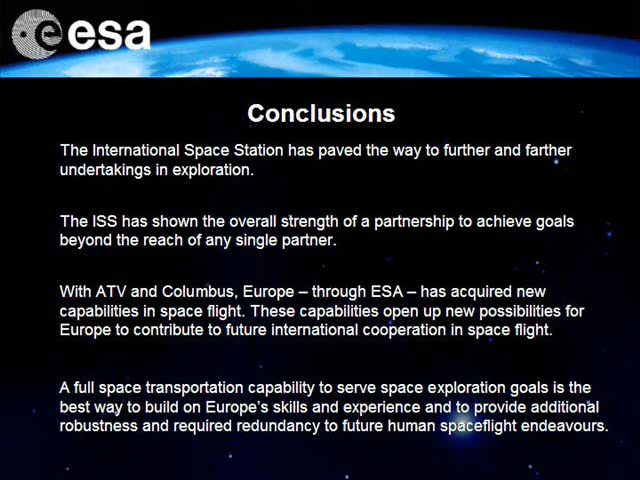 esa
Conclusions
The International Space Station has paved the way to further and farther
undertakings in exploration.
The ISS has shown the overall strength of a partnership to achieve goals
beyond the reach of any single partner.
With ATV and Columbus, Europe – through ESA – has acquired new
capabilities in space flight. These capabilities open up new possibilities for
Europe to contribute to future international cooperation in space flight.
A full space transportation capability to serve space exploration goals is the
best way to build on Europe's skills and experience and to provide additional
robustness and required redundancy to future human spaceflight endeavours.